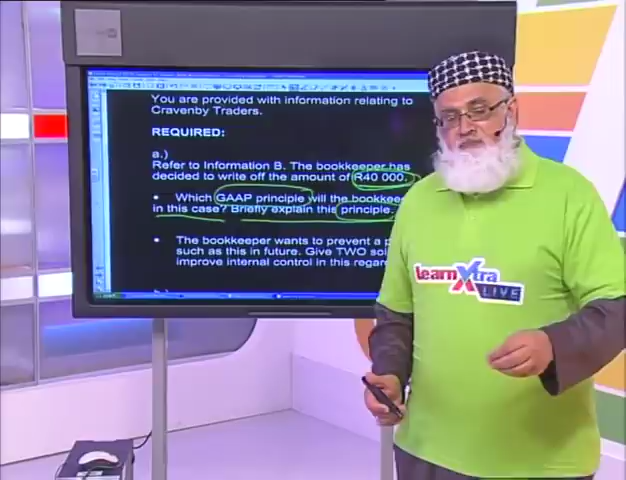 You are provided with information relating to
Cravenby Traders.
REQUIRED:
a.)
Refer to Information B. The bookkeeper has
decided to write off the amount of R40 000.
• Which GAAP principle will the bookkeeper
in this case? Briefly explain this principle.
• The bookkeeper wants to prevent a
such as this in future. Give TWO
improve internal control in this
learn Xtra
LIVE